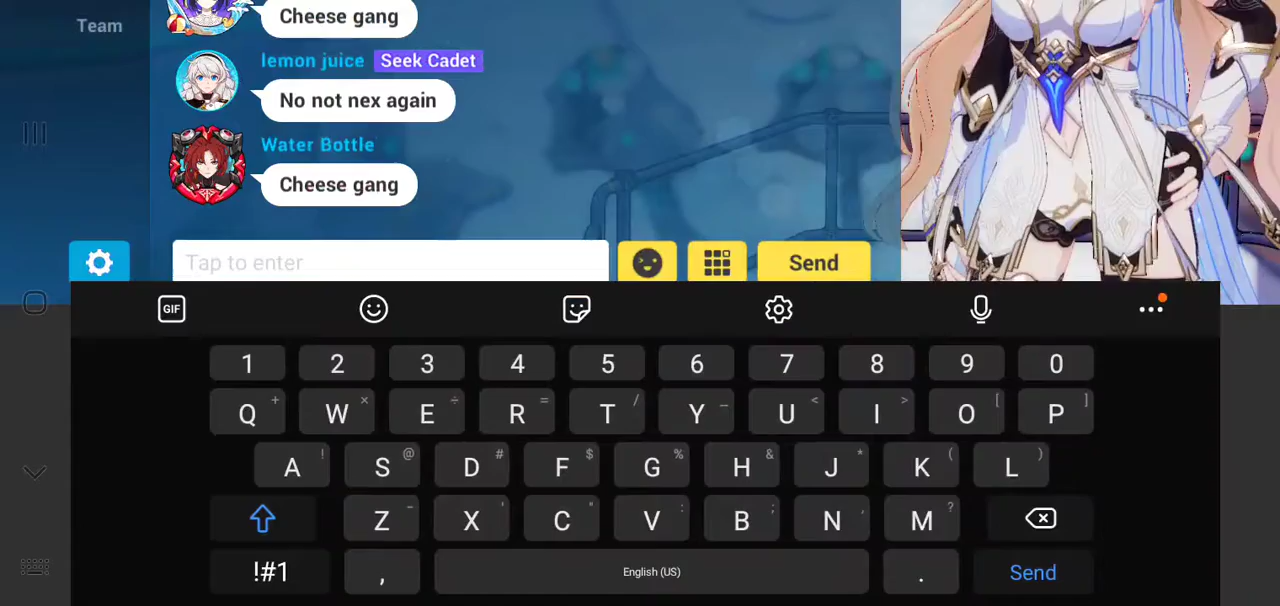 Team
Cheese gang
lemon juice Seek Cadet
No not nex again
Water Bottle
Cheese gang
Tap to enter
Send
GIF
1 2 3 4 5 6 7 8 9 0
Q + W × E ÷ R = T / Y _ U < I > O [ P ]
A ! S @ D # F $ G % H & J * K ( L )
Z - X ' C " V : B ; N , M ?
!#1 , English (US) . Send